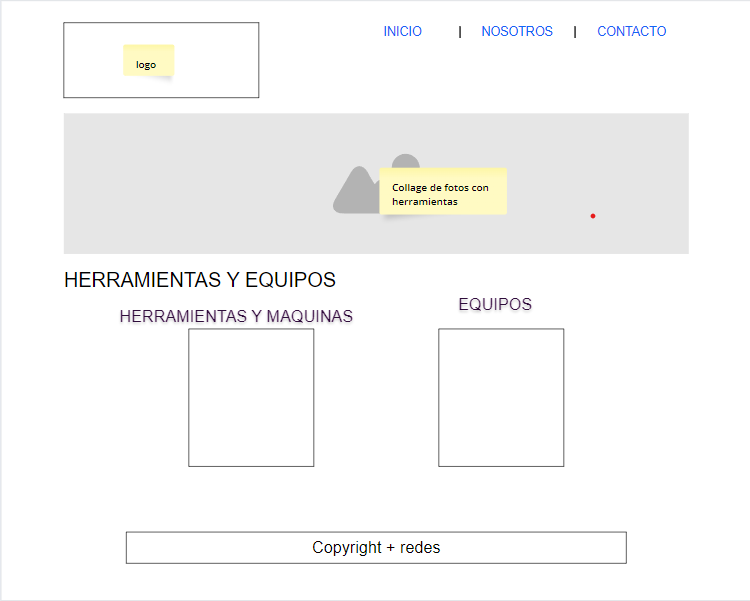 INICIO | NOSOTROS | CONTACTO
logo
Collage de fotos con
herramientas
HERRAMIENTAS Y EQUIPOS
HERRAMIENTAS Y MAQUINAS
EQUIPOS
Copyright + redes